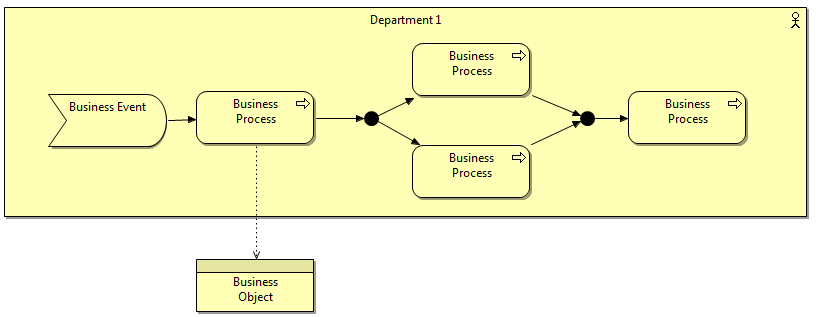 Department 1
Business Event
Business
Process
Business
Process
Business
Process
Business
Process
Business
Object